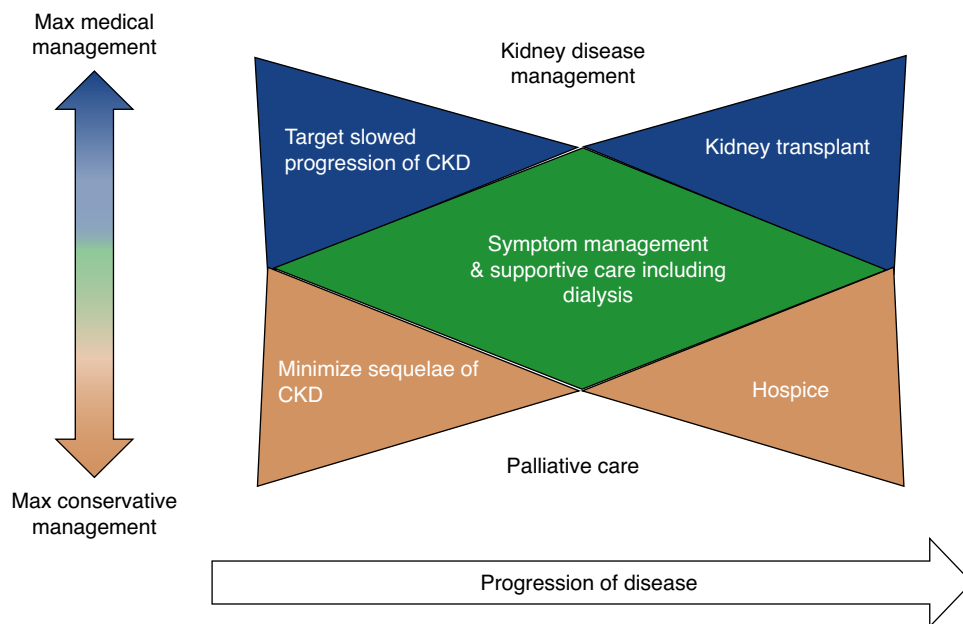 Max medical
management
Kidney disease
management
Target slowed
progression of CKD
Kidney transplant
Symptom management
& supportive care including
dialysis
Minimize sequelae of
CKD
Hospice
Palliative care
Max conservative
management
Progression of disease